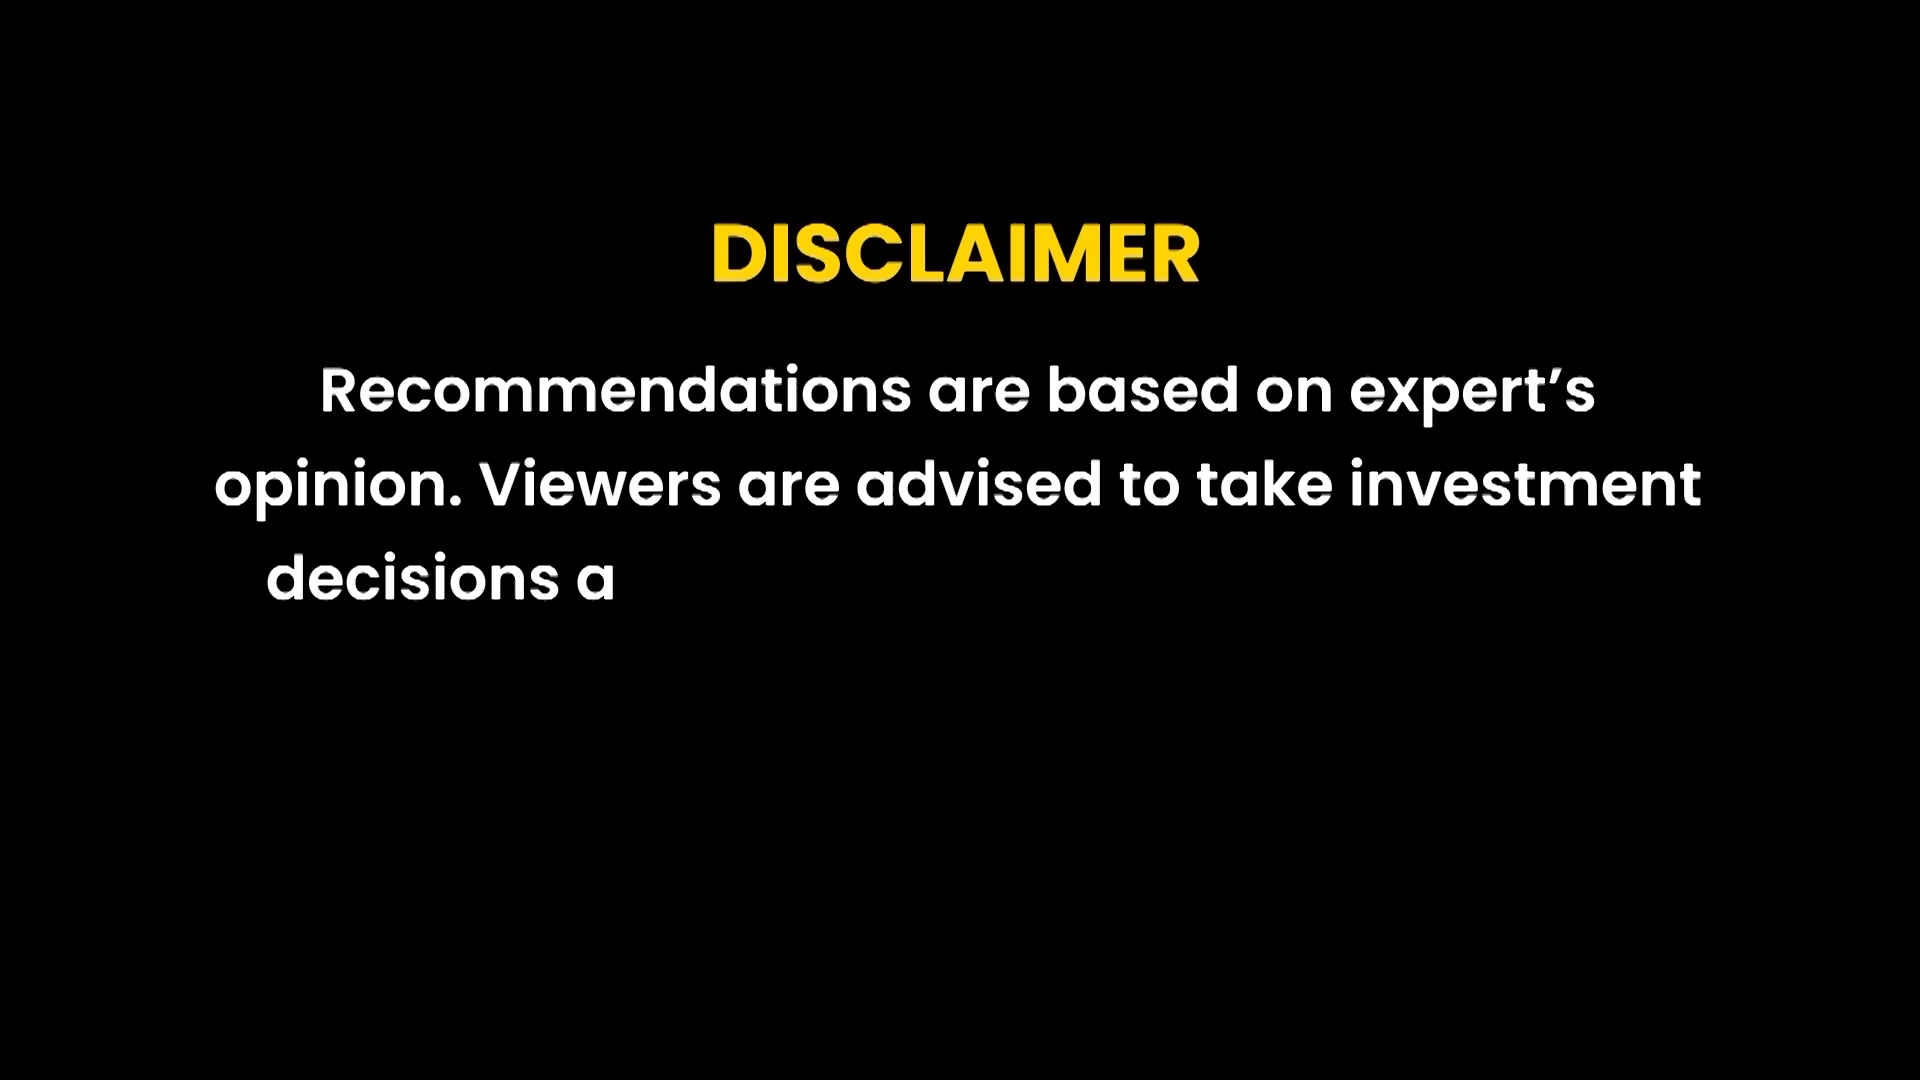 DISCLAIMER
Recommendations are based on expert’s
opinion. Viewers are advised to take investment
decisions a